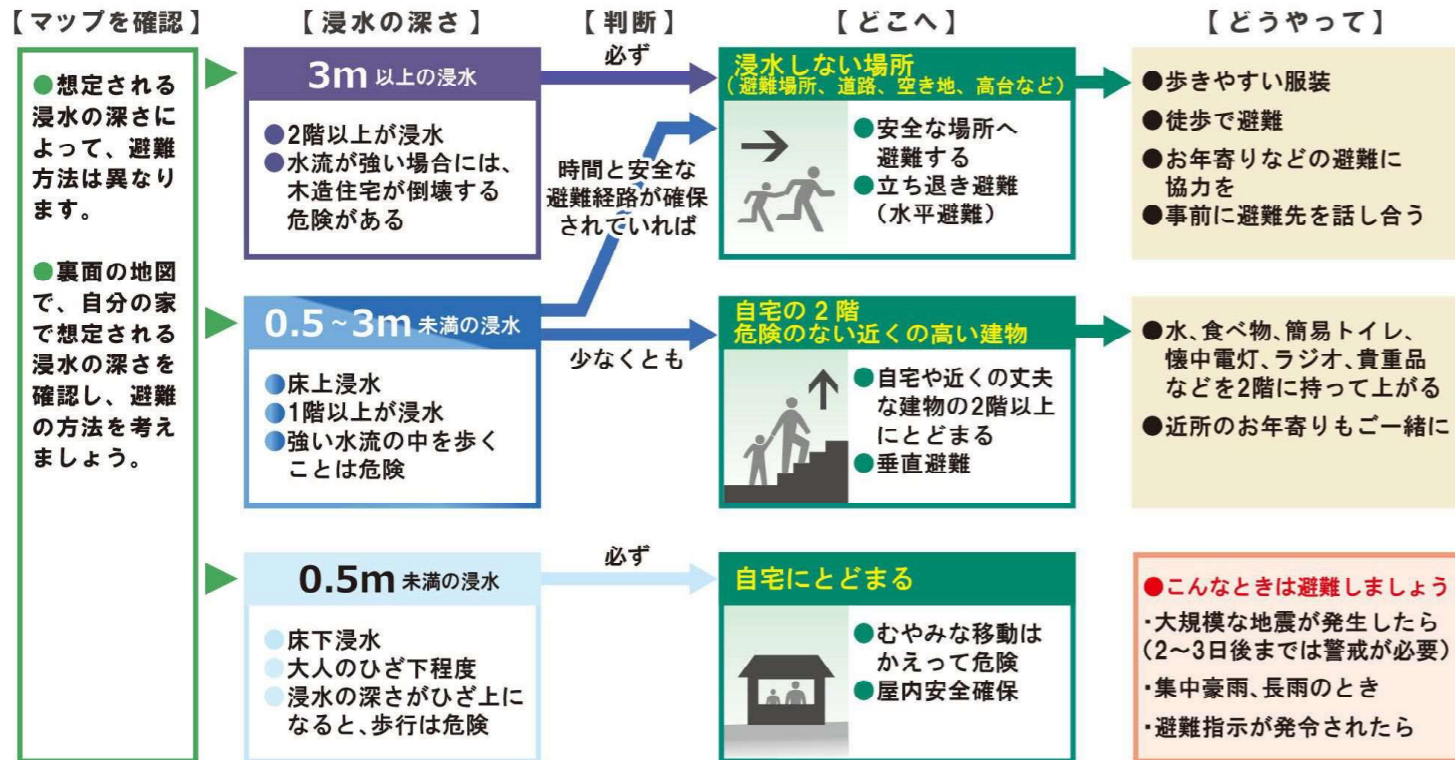 【マップを確認】
【浸水の深さ】
【判断】
【どこへ】
【どうやって】
●想定される
浸水の深さに
よって、避難
方法は異なり
ます。
●裏面の地図
で、自分の家
で想定される
浸水の深さを
確認し、避難
の方法を考え
ましょう。
3m 以上の浸水
●2階以上が浸水
●水流が強い場合には、
木造住宅が倒壊する
危険がある
必ず
時間と安全な
避難経路が確保
されていれば
浸水しない場所
(避難場所、道路、空き地、高台など)
●安全な場所へ
避難する
●立ち退き避難
(水平避難)
●歩きやすい服装
●徒歩で避難
●お年寄りなどの避難に
協力を
●事前に避難先を話し合う
0.5~3m 未満の浸水
●床上浸水
●1階以上が浸水
●強い水流の中を歩く
ことは危険
少なくとも
自宅の2階
危険のない近くの高い建物
●自宅や近くの丈夫
な建物の2階以上
にとどまる
●垂直避難
●水、食べ物、簡易トイレ、
懐中電灯、ラジオ、貴重品
などを2階に持って上がる
●近所のお年寄りもご一緒に
0.5m 未満の浸水
●床下浸水
●大人のひざ下程度
●浸水の深さがひざ上に
なると、歩行は危険
必ず
自宅にとどまる
●むやみな移動は
かえって危険
●屋内安全確保
●こんなときは避難しましょう
・大規模な地震が発生したら
(2〜3日後までは警戒が必要)
・集中豪雨、長雨のとき
・避難指示が発令されたら